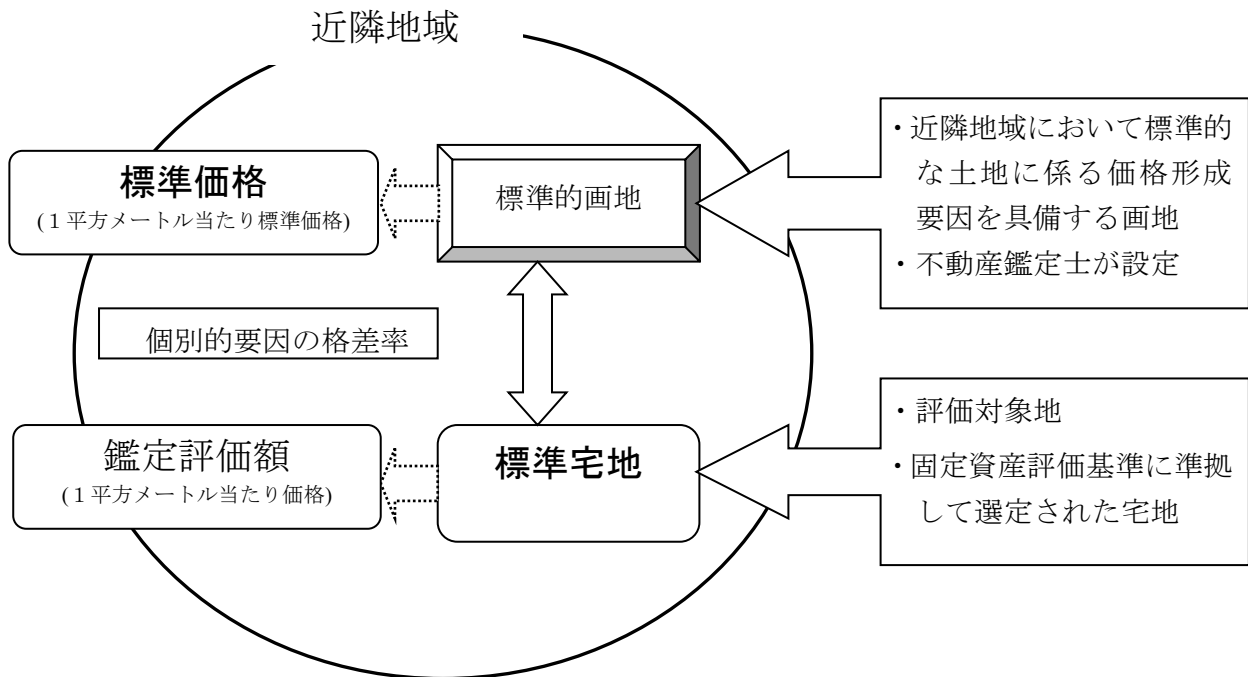 近隣地域
標準価格
(1平方メートル当たり標準価格)
標準的画地
・近隣地域において標準的
な土地に係る価格形成
要因を具備する画地
・不動産鑑定士が設定
個別的要因の格差率
鑑定評価額
(1平方メートル当たり価格)
標準宅地
・評価対象地
・固定資産評価基準に準拠
して選定された宅地